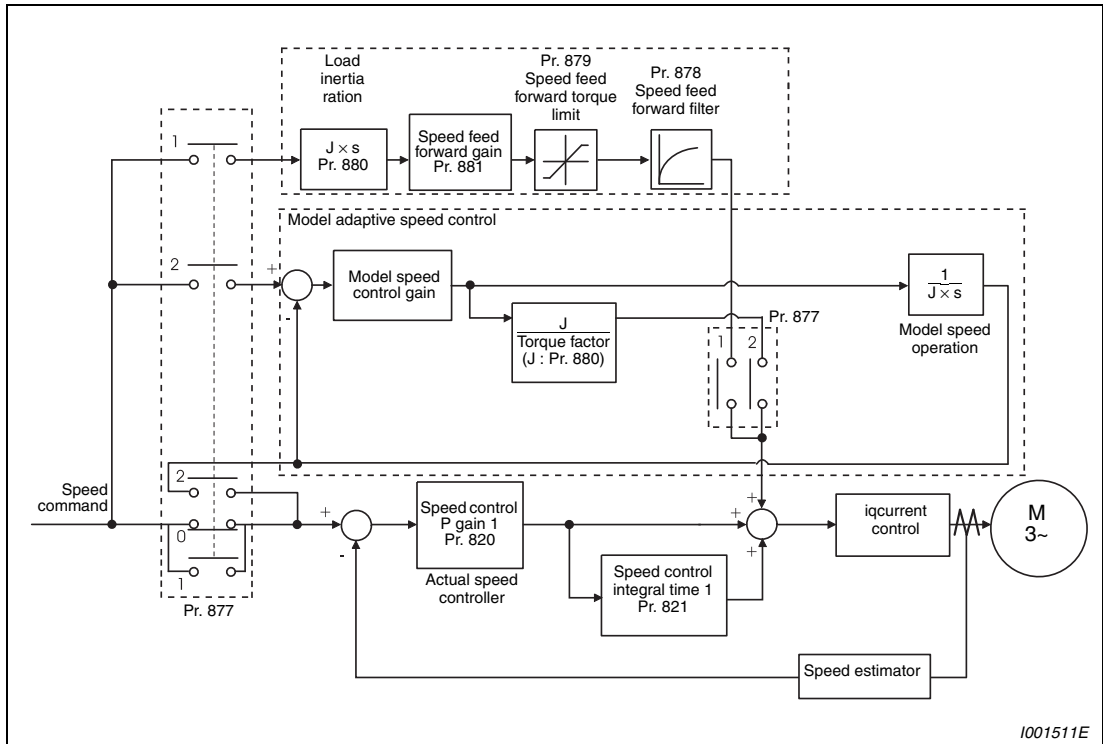 Load
inertia
ration
Pr. 879
Speed feed
forward torque
limit
Pr. 878
Speed feed
forward filter
1
J × s
Pr. 880
Speed feed
forward gain
Pr. 881
Model adaptive speed control
2
+
-
Model speed
control gain
1
J × s
Model speed
operation
J
Torque factor
(J : Pr. 880)
Pr. 877
1 2
Speed
command
2
0
1
Pr. 877
+
-
Speed control
P gain 1
Pr. 820
Actual speed
controller
Speed control
integral time 1
Pr. 821
+
+
+
iqcurrent
control
M
3~
Speed estimator
I001511E